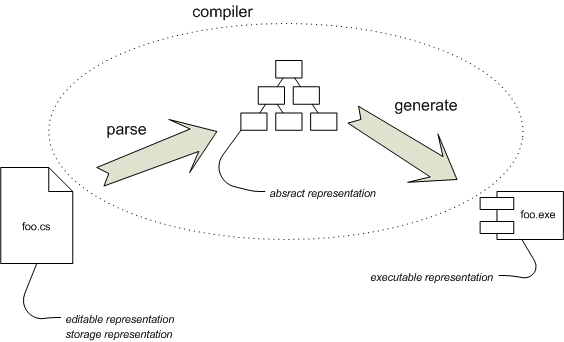 compiler
generate
parse
absract representation
foo.cs
foo.exe
executable representation
editable representation
storage representation